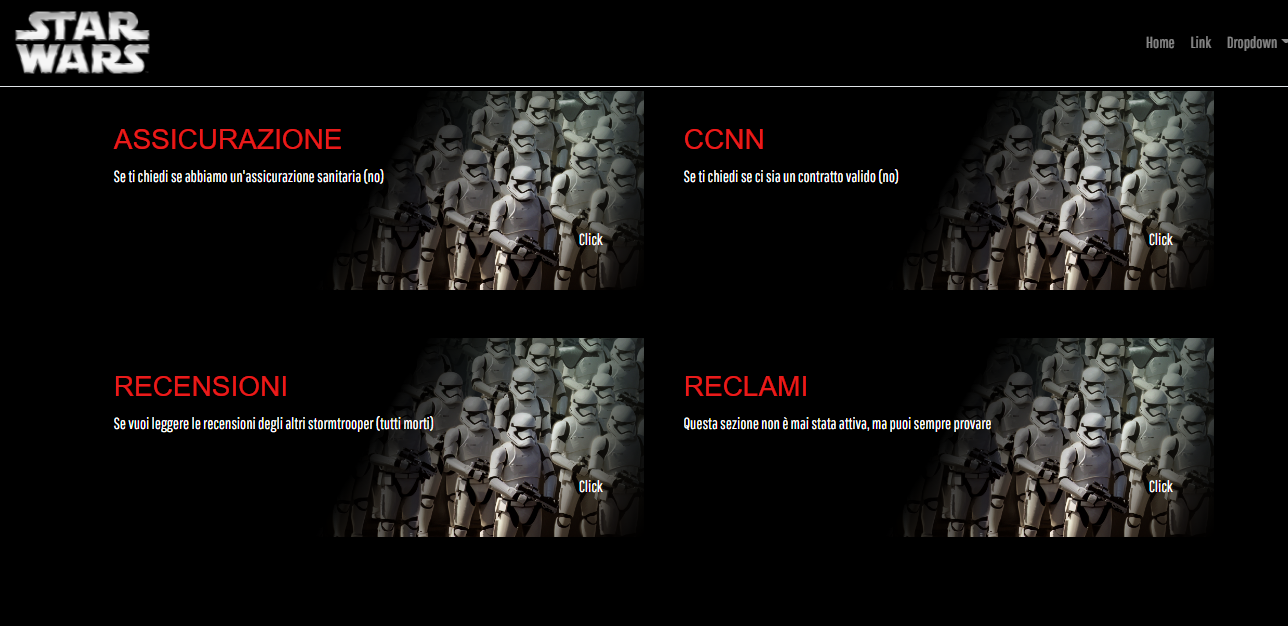 STAR
WARS
Home Link Dropdown
ASSICURAZIONE
Se ti chiedi se abbiamo un'assicurazione sanitaria (no)
Click
CCNN
Se ti chiedi se ci sia un contratto valido (no)
Click
RECENSIONI
Se vuoi leggere le recensioni degli altri stormtrooper (tutti morti)
Click
RECLAMI
Questa sezione non è mai stata attiva, ma puoi sempre provare
Click